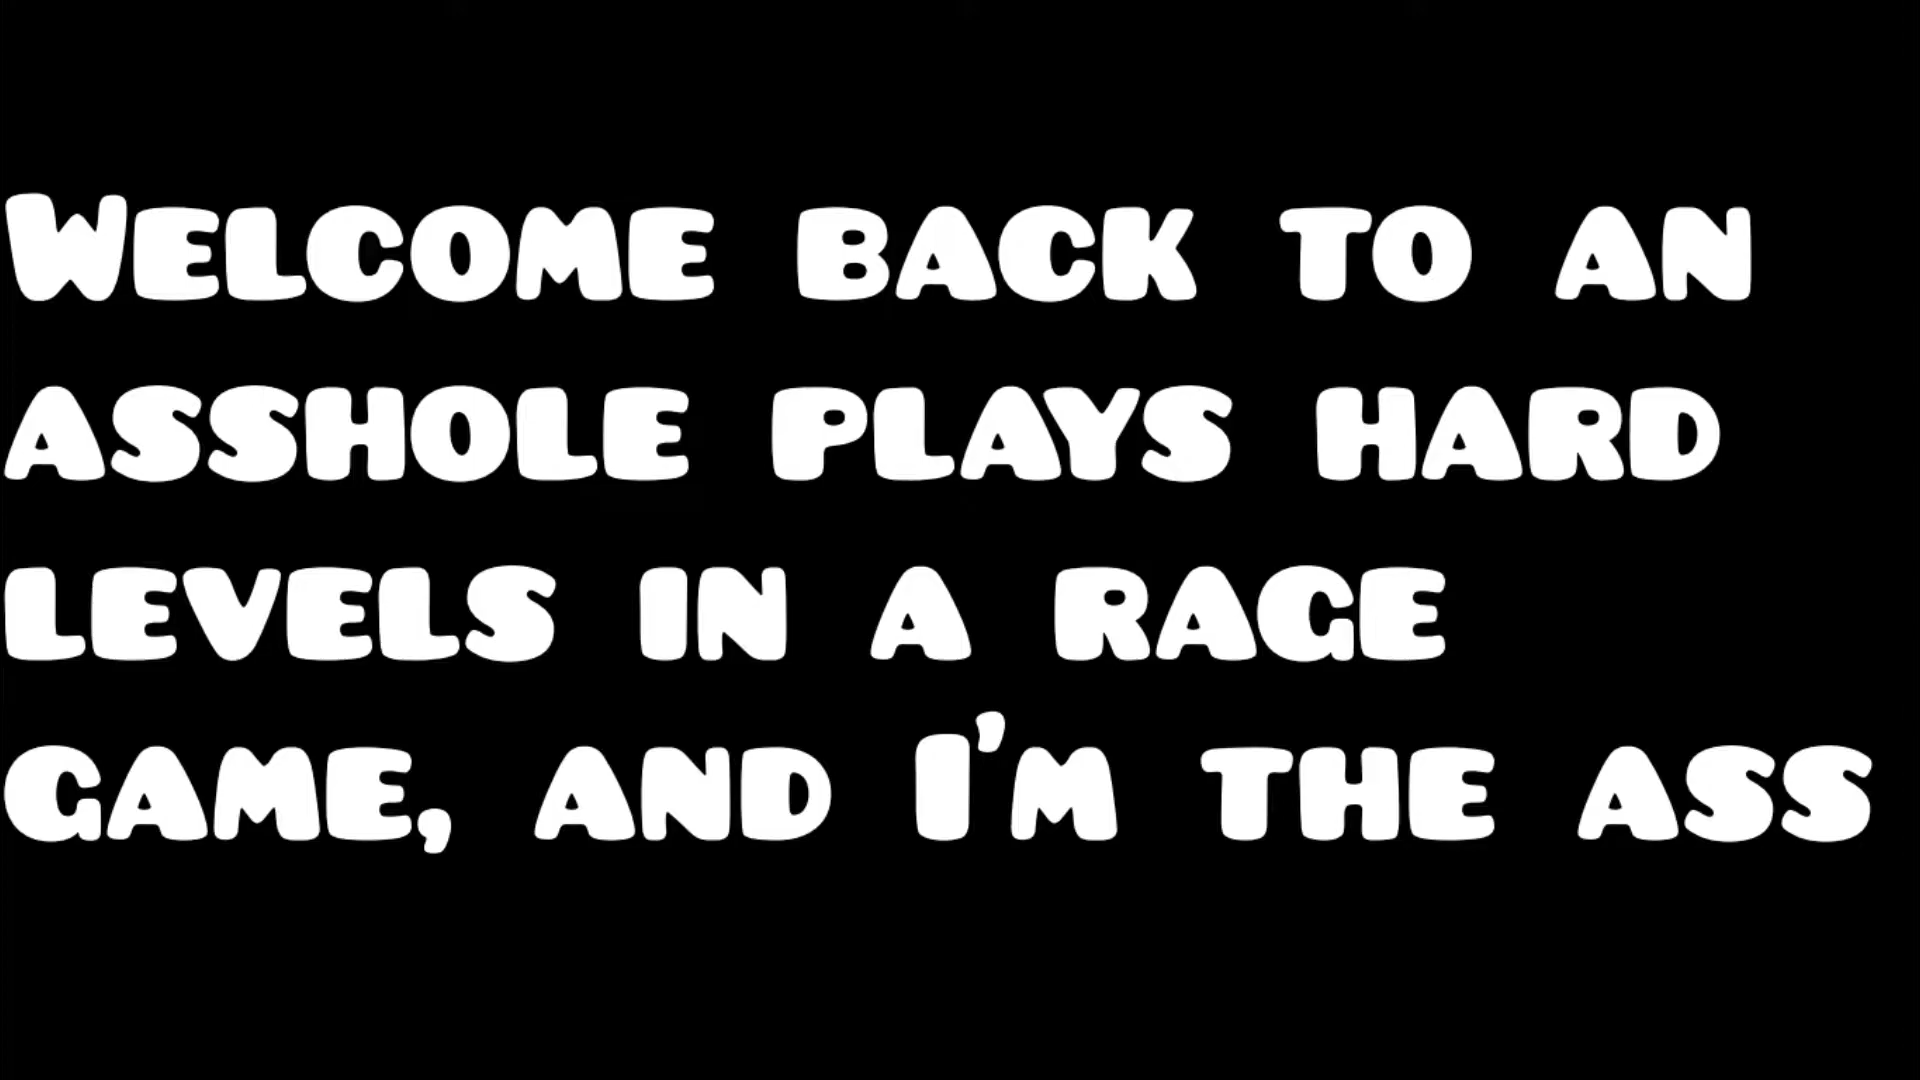 Welcome back to an
asshole plays hard
levels in a rage
game, and I'm the ass